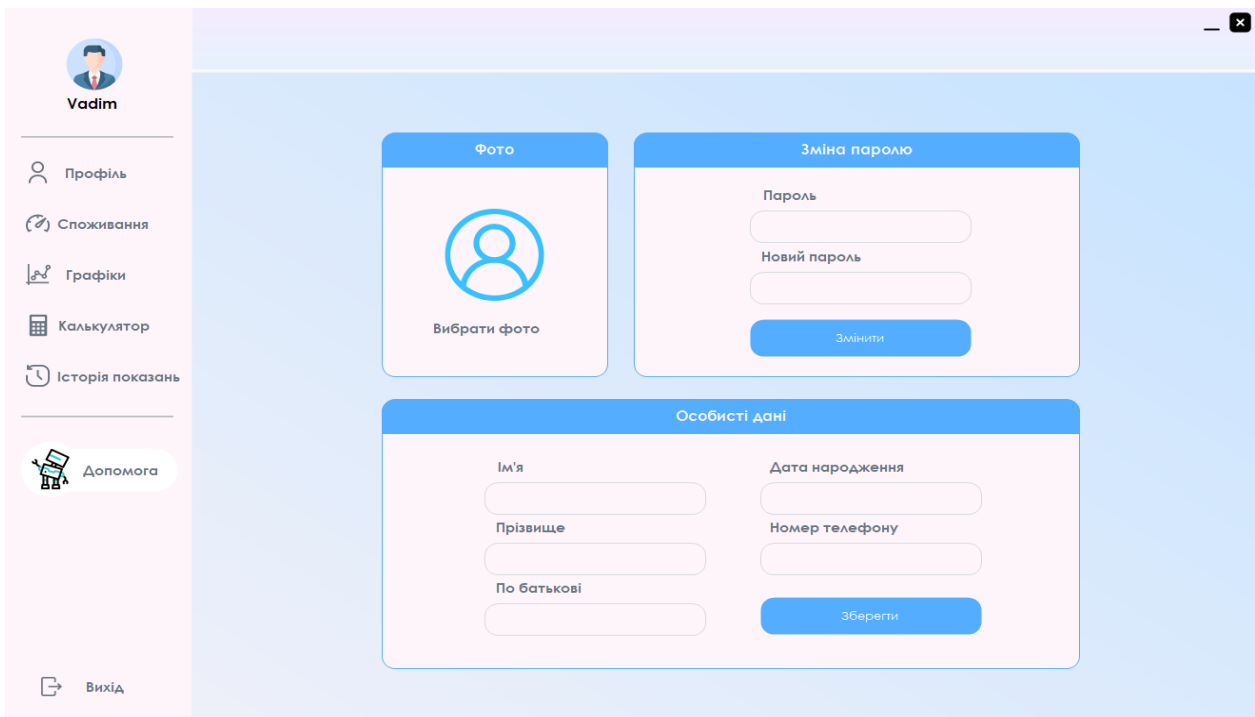 Vadim
Профіль
Споживання
Графіки
Калькулятор
Історія показань
Допомога
Вихід
Фото
Вибрати фото
Зміна паролю
Пароль
Новий пароль
Змінити
Особисті дані
Ім'я
Прізвище
По батькові
Дата народження
Номер телефону
Зберегти